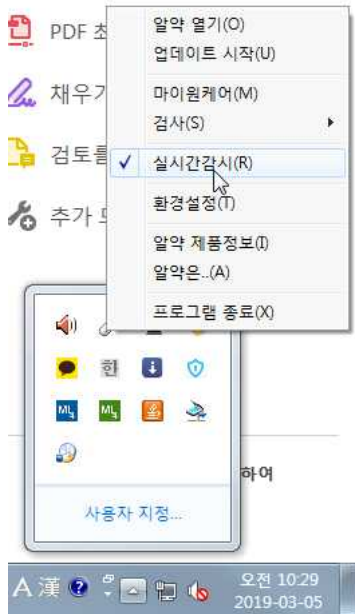 PDF
알약 열기(O)
업데이트 시작(U)
채우기
마이원케어(M)
검사(S)
검토를
실시간감시(R)
환경설정(T)
추가
알약 제품정보(I)
알약은..(A)
프로그램 종료(X)
한
ML
ML
하여
사용자 지정...
A 漢
오전 10:29
2019-03-05